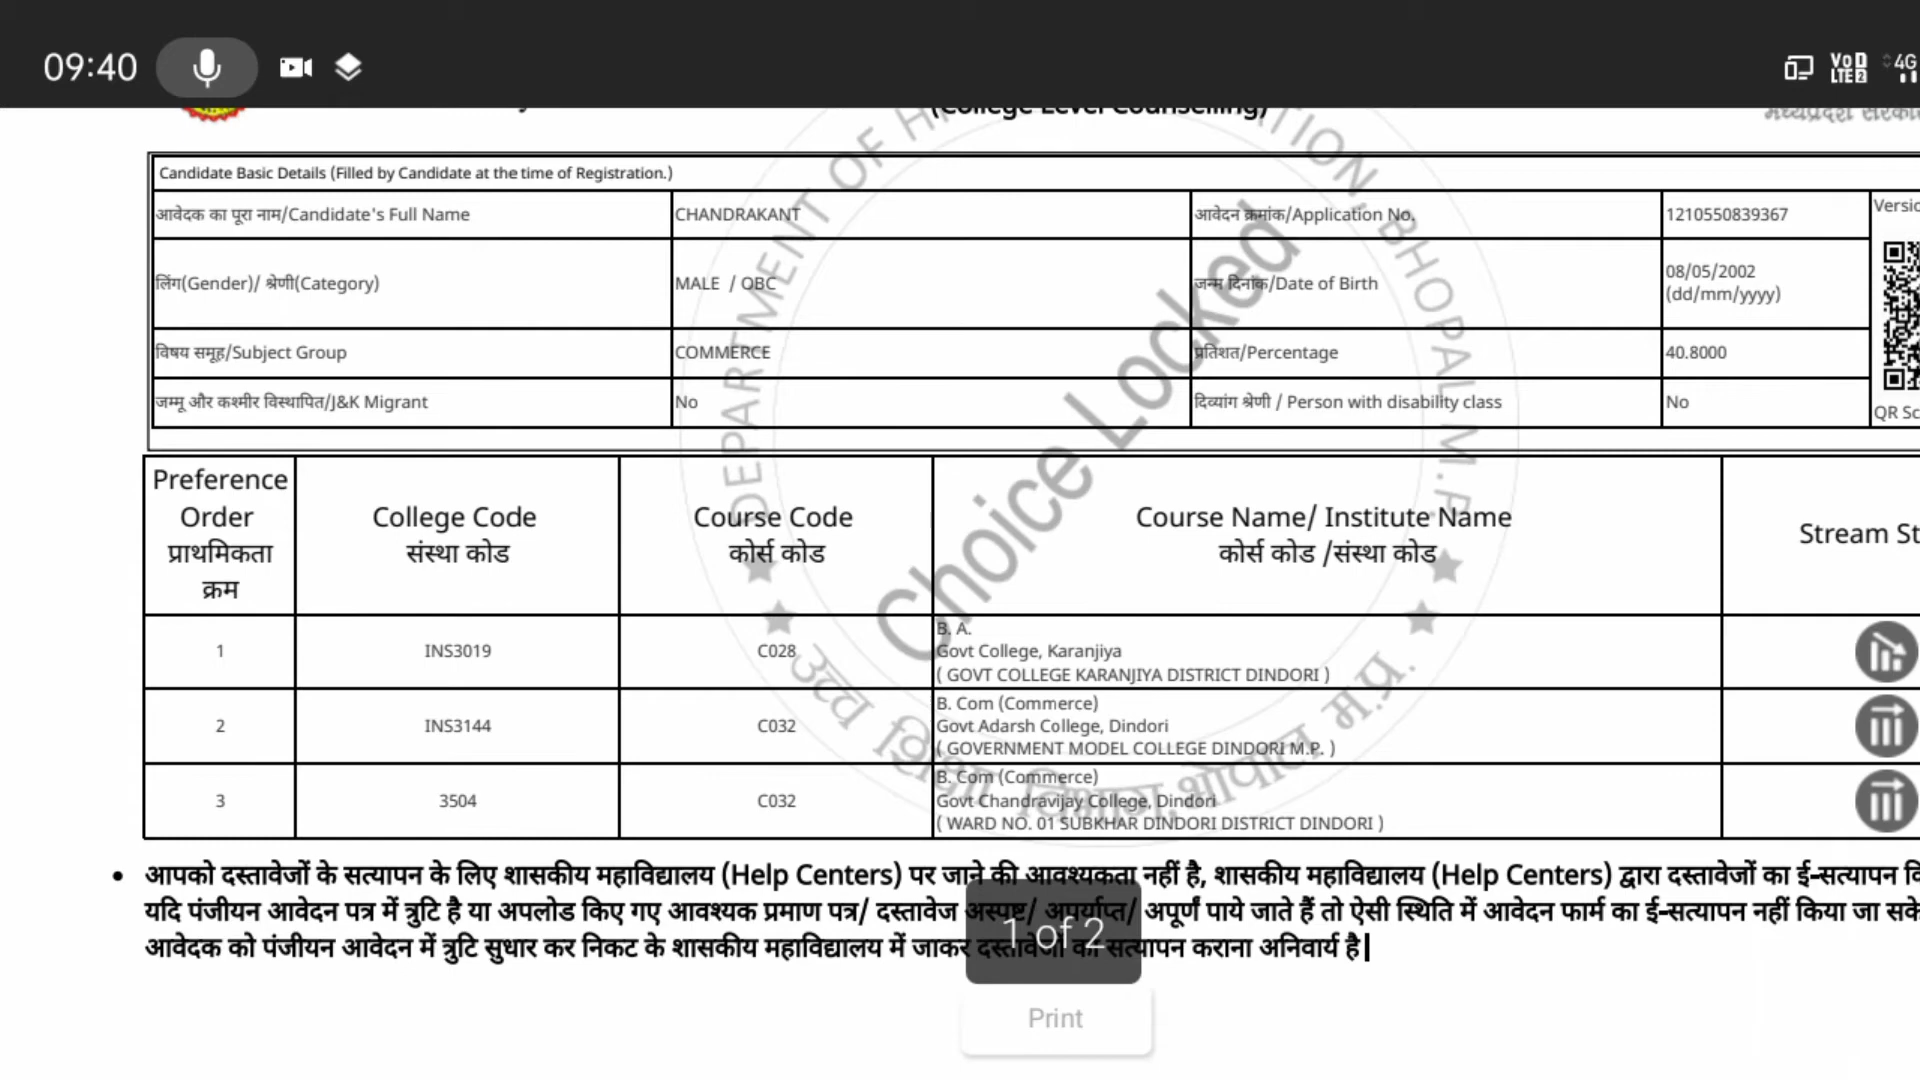 09:40
VoD LTE 2 4G
(College Level Counselling)
मध्यप्रदेश
Candidate Basic Details (Filled by Candidate at the time of Registration.)
आवेदक का पूरा नाम/Candidate's Full Name CHANDRAKANT आवेदन क्रमांक/Application No. 1210550839367
लिंग(Gender)/ श्रेणी(Category) MALE / OBC जन्म दिनांक/Date of Birth 08/05/2002
(dd/mm/yyyy)
विषय समूह/Subject Group COMMERCE प्रतिशत/Percentage 40.8000
जम्मू और कश्मीर विस्थापित/J&K Migrant No दिव्यांग श्रेणी / Person with disability class No
QR
Choice Locked
DEPARTMENT OF BHOPAL M.P.
उच्च शिक्षा विभाग, भोपाल म.प्र.
Preference
Order
प्राथमिकता
क्रम
College Code
संस्था कोड
Course Code
कोर्स कोड
Course Name/ Institute Name
कोर्स कोड /संस्था कोड
Stream
1 INS3019 C028 B. A.
Govt College, Karanjiya
( GOVT COLLEGE KARANJIYA DISTRICT DINDORI )
2 INS3144 C032 B. Com (Commerce)
Govt Adarsh College, Dindori
( GOVERNMENT MODEL COLLEGE DINDORI M.P. )
3 3504 C032 B. Com (Commerce)
Govt Chandravijay College, Dindori
( WARD NO. 01 SUBKHAR DINDORI DISTRICT DINDORI )
• आपको दस्तावेजों के सत्यापन के लिए शासकीय महाविद्यालय (Help Centers) पर जाने की आवश्यकता नहीं है, शासकीय महाविद्यालय (Help Centers) द्वारा दस्तावेजों का ई-सत्यापन
यदि पंजीयन आवेदन पत्र में त्रुटि है या अपलोड किए गए आवश्यक प्रमाण पत्र/ दस्तावेज अस्पष्ट/ अपर्याप्त/ अपूर्ण पाये जाते हैं तो ऐसी स्थिति में आवेदन फार्म का ई-सत्यापन नहीं किया जा
आवेदक को पंजीयन आवेदन में त्रुटि सुधार कर निकट के शासकीय महाविद्यालय में जाकर दस्तावेजों का सत्यापन कराना अनिवार्य है|
1 of 2
Print